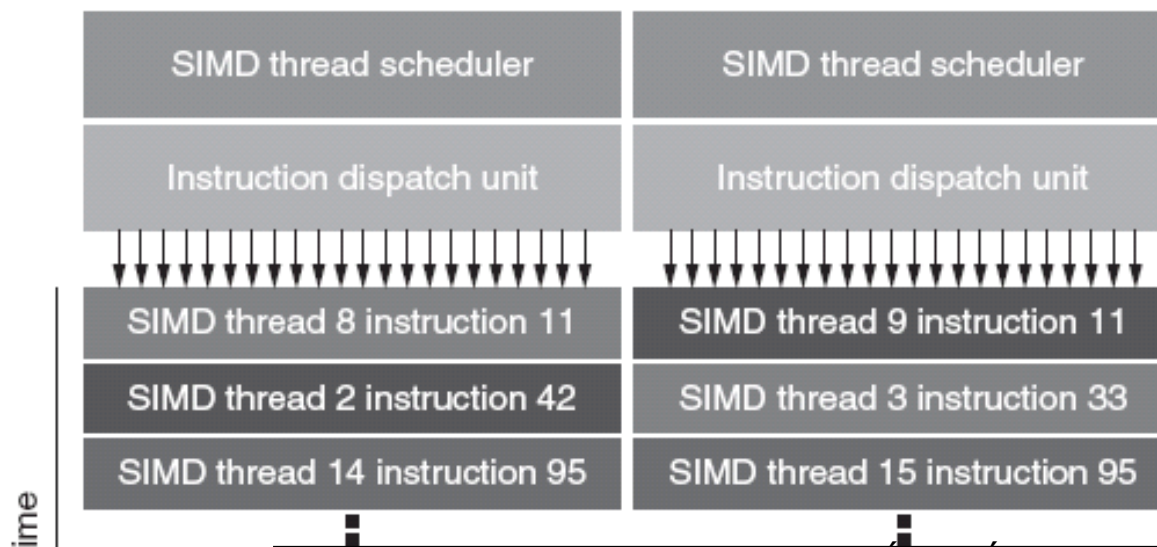 SIMD thread scheduler SIMD thread scheduler
Instruction dispatch unit Instruction dispatch unit
SIMD thread 8 instruction 11 SIMD thread 9 instruction 11
SIMD thread 2 instruction 42 SIMD thread 3 instruction 33
SIMD thread 14 instruction 95 SIMD thread 15 instruction 95
ime